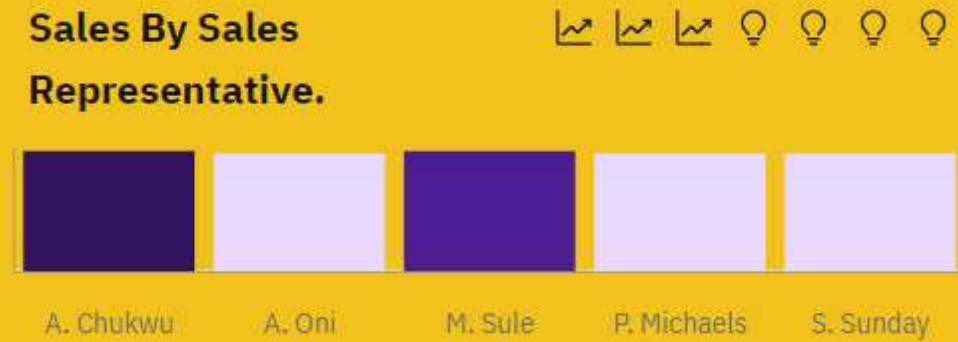 Sales By Sales
Representative.
A. Chukwu
A. Oni
M. Sule
P. Michaels
S. Sunday